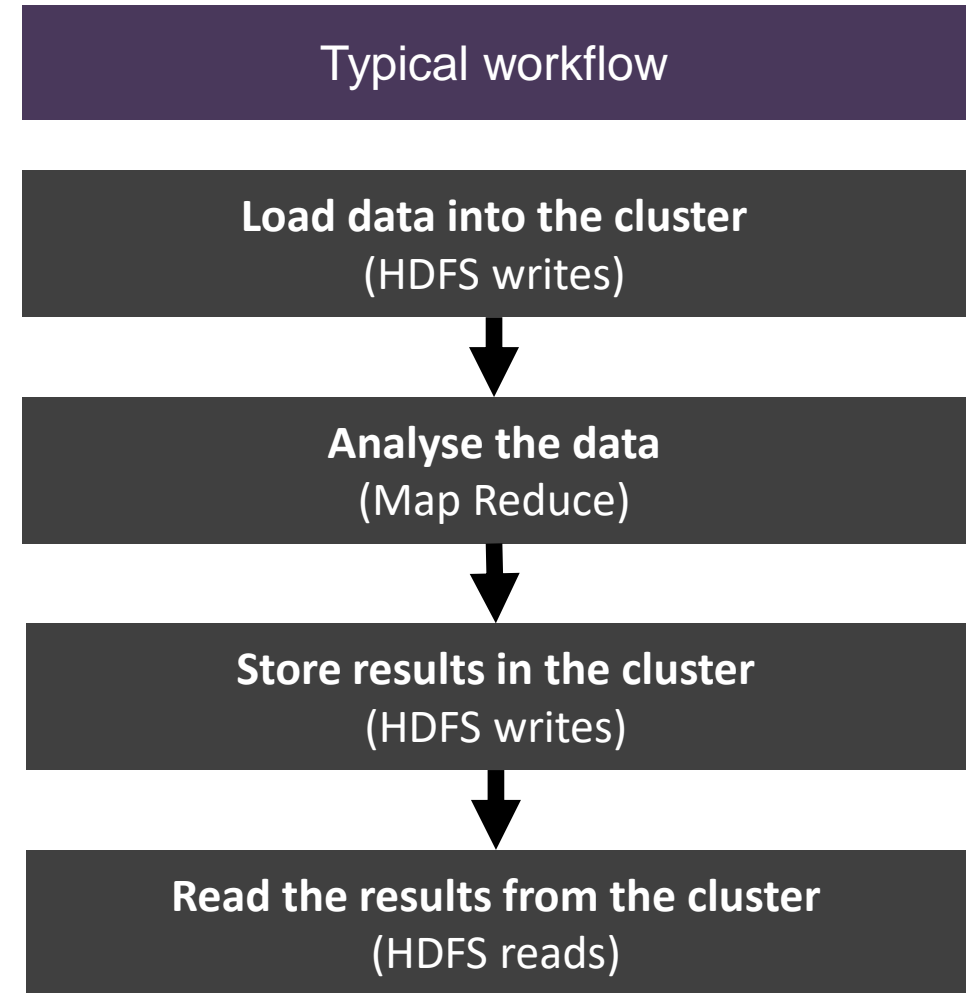 Typical workflow
Load data into the cluster
(HDFS writes)
Analyse the data
(Map Reduce)
Store results in the cluster
(HDFS writes)
Read the results from the cluster
(HDFS reads)